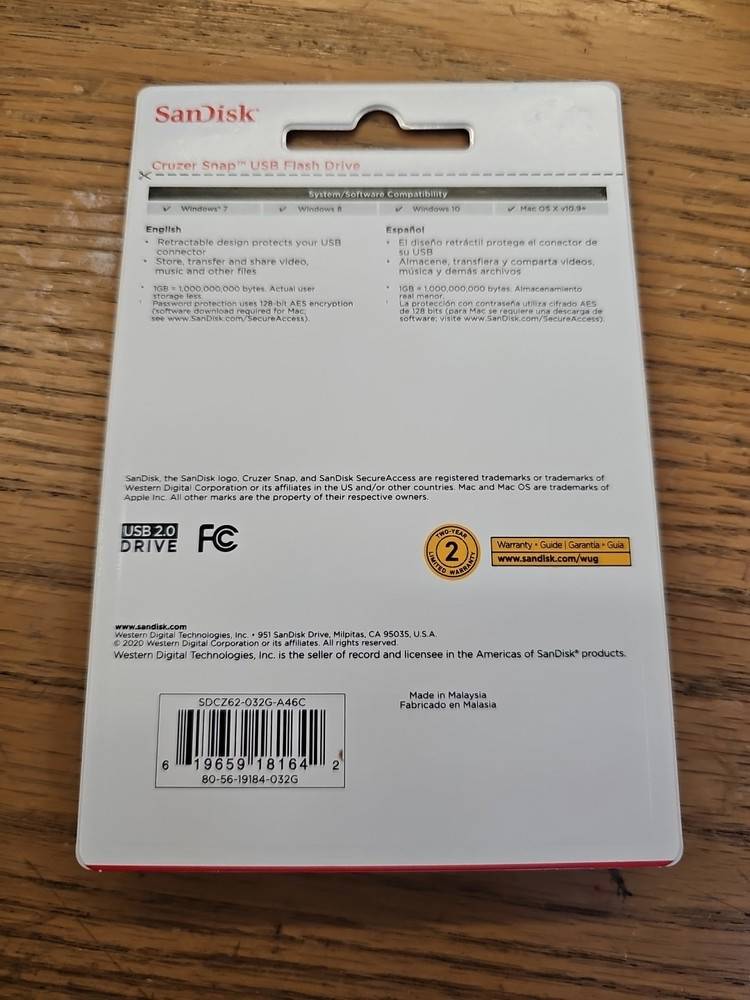 SanDisk®
Cruzer Snap™ USB Flash Drive
System/Software Compatibility
✓ Windows® 7 ✓ Windows 8 ✓ Windows 10 ✓ Mac OS X v10.9+
English
• Retractable design protects your USB
connector
• Store, transfer and share video,
music and other files
* 1GB = 1,000,000,000 bytes. Actual user
storage less.
† Password protection uses 128-bit AES encryption
(software download required for Mac;
see www.SanDisk.com/SecureAccess).
Español
• El diseño retráctil protege el conector de
su USB
• Almacene, transfiera y comparta videos,
música y demás archivos
* 1GB = 1,000,000,000 bytes. Almacenamiento
real menor.
† La protección con contraseña utiliza cifrado AES
de 128 bits (para Mac se requiere una descarga de
software; visite www.SanDisk.com/SecureAccess).
SanDisk, the SanDisk logo, Cruzer Snap, and SanDisk SecureAccess are registered trademarks or trademarks of
Western Digital Corporation or its affiliates in the US and/or other countries. Mac and Mac OS are trademarks of
Apple Inc. All other marks are the property of their respective owners.
USB 2.0
DRIVE
FC
TWO-YEAR
2
LIMITED WARRANTY
Warranty • Guide | Garantía • Guía
www.sandisk.com/wug
www.sandisk.com
Western Digital Technologies, Inc. • 951 SanDisk Drive, Milpitas, CA 95035, U.S.A.
© 2020 Western Digital Corporation or its affiliates. All rights reserved.
Western Digital Technologies, Inc. is the seller of record and licensee in the Americas of SanDisk® products.
SDCZ62-032G-A46C
6 19659 18164 2
80-56-19184-032G
Made in Malaysia
Fabricado en Malasia